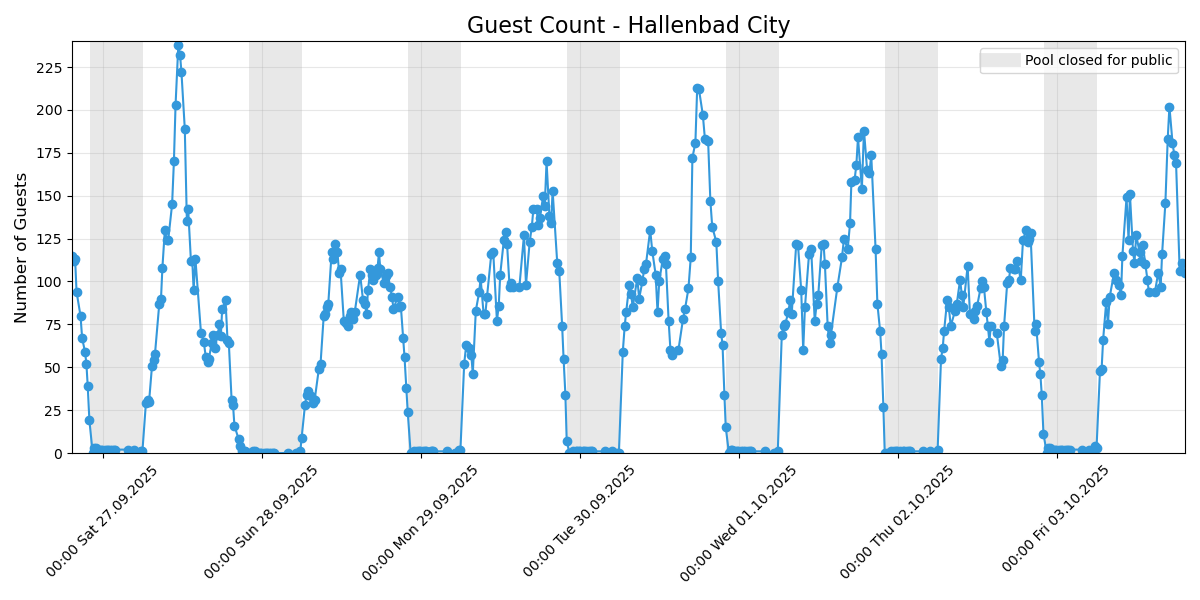 Guest Count - Hallenbad City
Pool closed for public
Number of Guests
225
200
175
150
125
100
75
50
25
0
00:00 Sat 27.09.2025
00:00 Sun 28.09.2025
00:00 Mon 29.09.2025
00:00 Tue 30.09.2025
00:00 Wed 01.10.2025
00:00 Thu 02.10.2025
00:00 Fri 03.10.2025